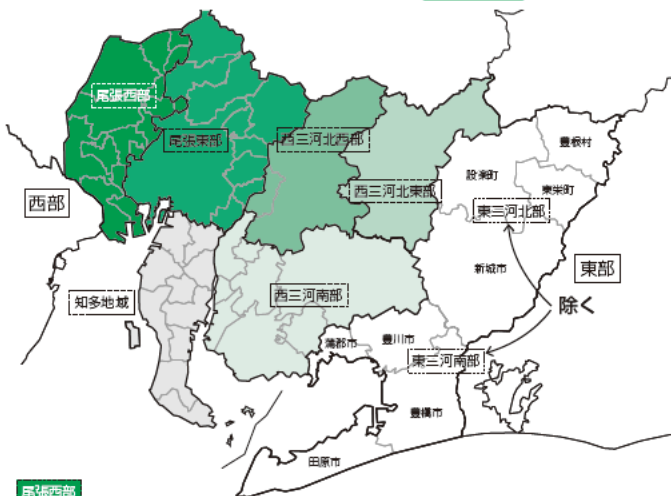 尾張西部
尾張東部
西三河北西部
豊根村
設楽町
西三河北東部
東栄町
西部
東三河北部
新城市
東部
知多地域
西三河南部
除く
蒲郡市
豊川市
東三河南部
豊橋市
田原市
尾張西部